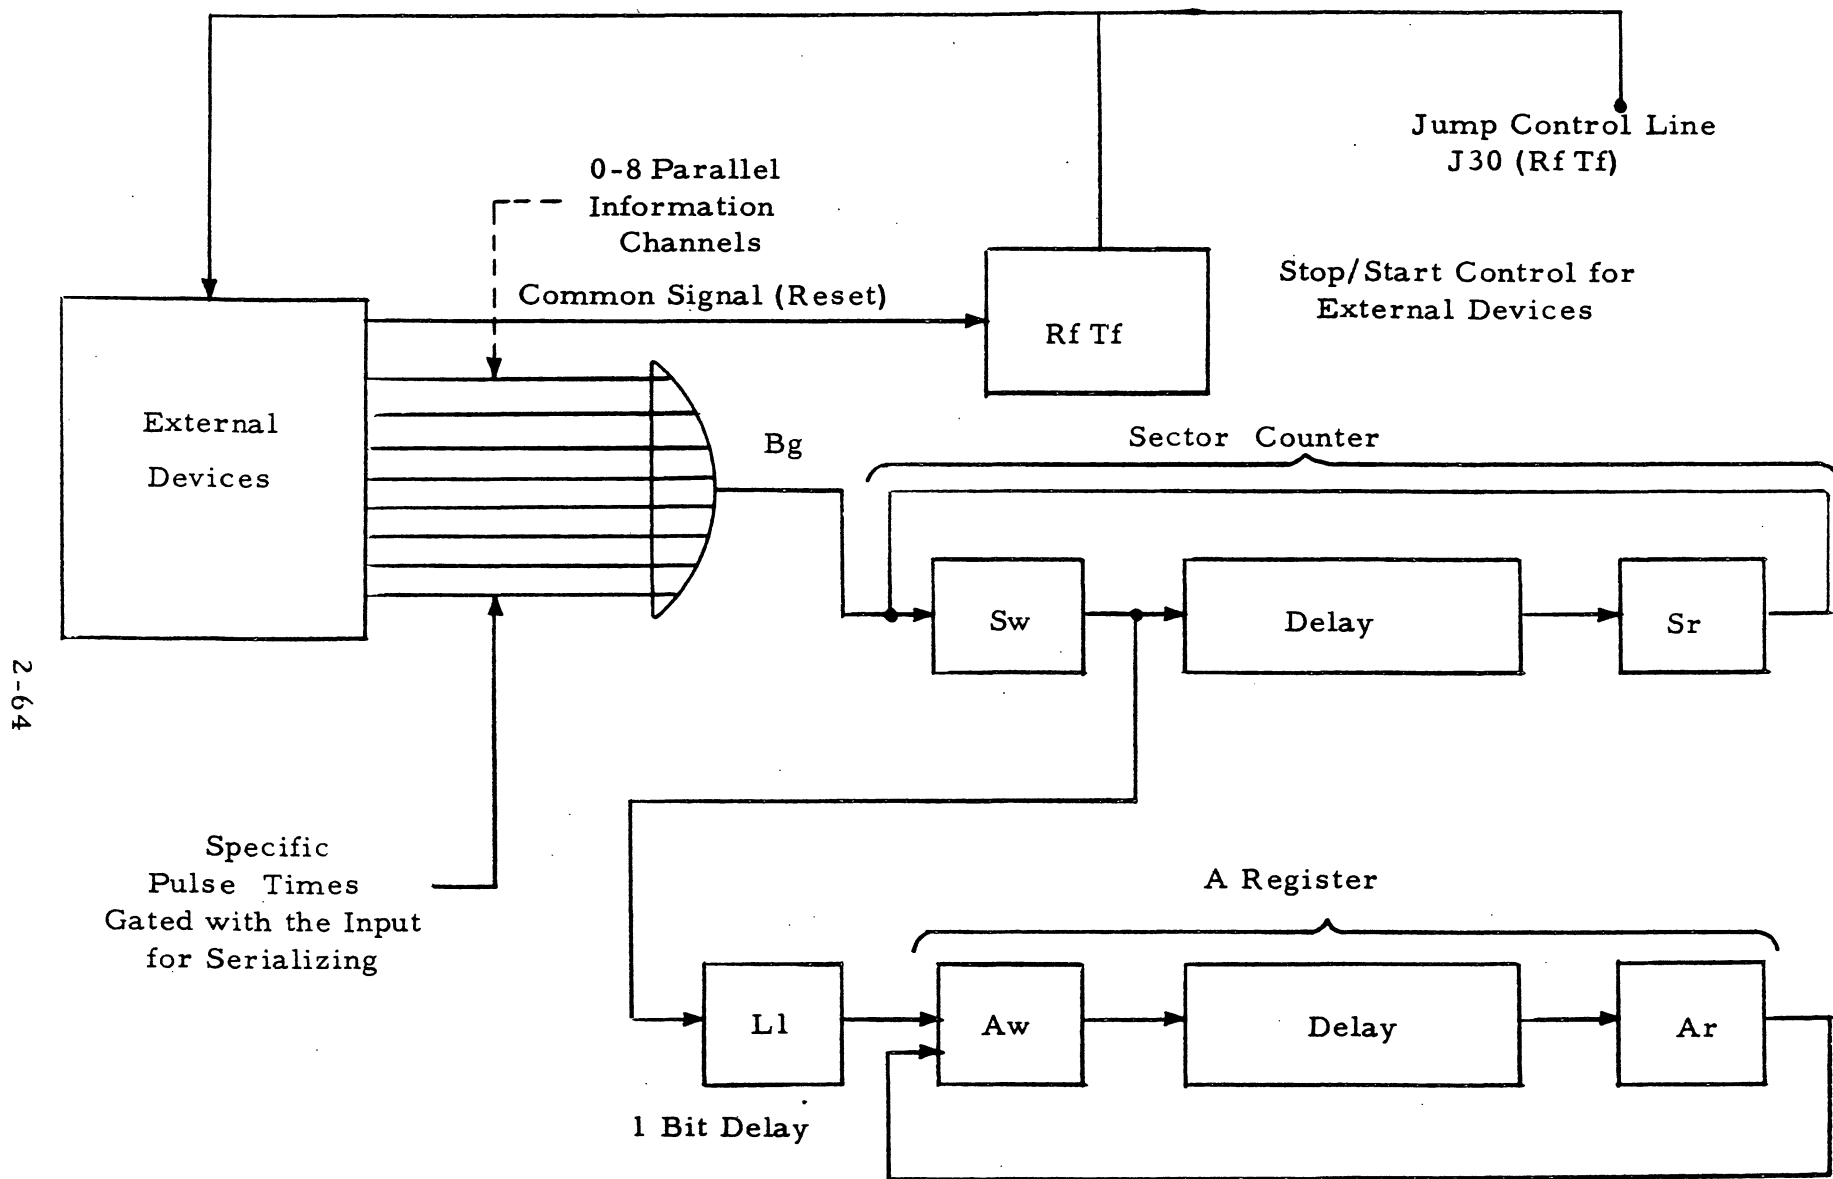 Jump Control Line
J30 (Rf Tf)
0-8 Parallel
Information
Channels
Stop/Start Control for
External Devices
Common Signal (Reset)
Rf Tf
External
Devices
Bg
Sector Counter
Sw
Delay
Sr
2-64
Specific
Pulse Times
Gated with the Input
for Serializing
A Register
L1
Aw
Delay
Ar
1 Bit Delay